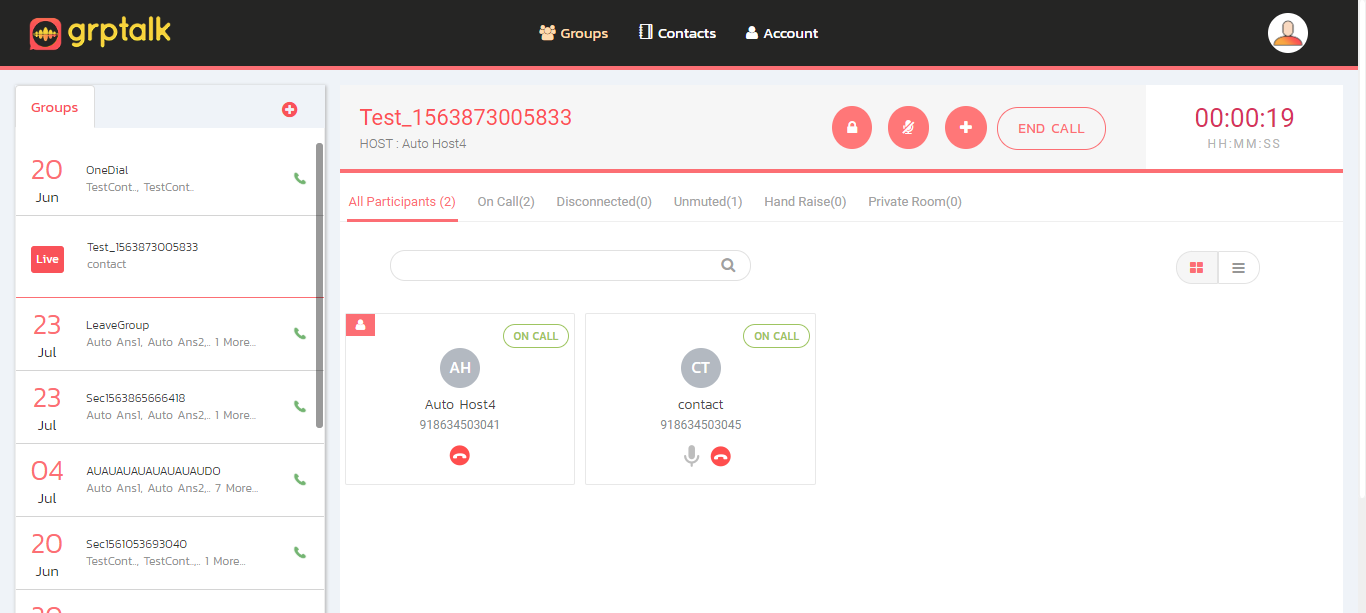 grptalk
Groups
Contacts
Account
Groups
20
Jun
OneDial
TestCont.., TestCont..
Live
Test_1563873005833
contact
23
Jul
LeaveGroup
Auto Ans1, Auto Ans2,.. 1 More...
23
Jul
Sec1563865666418
Auto Ans1, Auto Ans2,.. 1 More...
04
Jul
AUAUAUAUAUAUAUAUDO
Auto Ans1, Auto Ans2,.. 7 More...
20
Jun
Sec1561053693040
TestCont.., TestCont..,.. 1 More...
Test_1563873005833
HOST : Auto Host4
END CALL
00:00:19
HH:MM:SS
All Participants (2)
On Call(2)
Disconnected(0)
Unmuted(1)
Hand Raise(0)
Private Room(0)
ON CALL
AH
Auto Host4
918634503041
ON CALL
CT
contact
918634503045